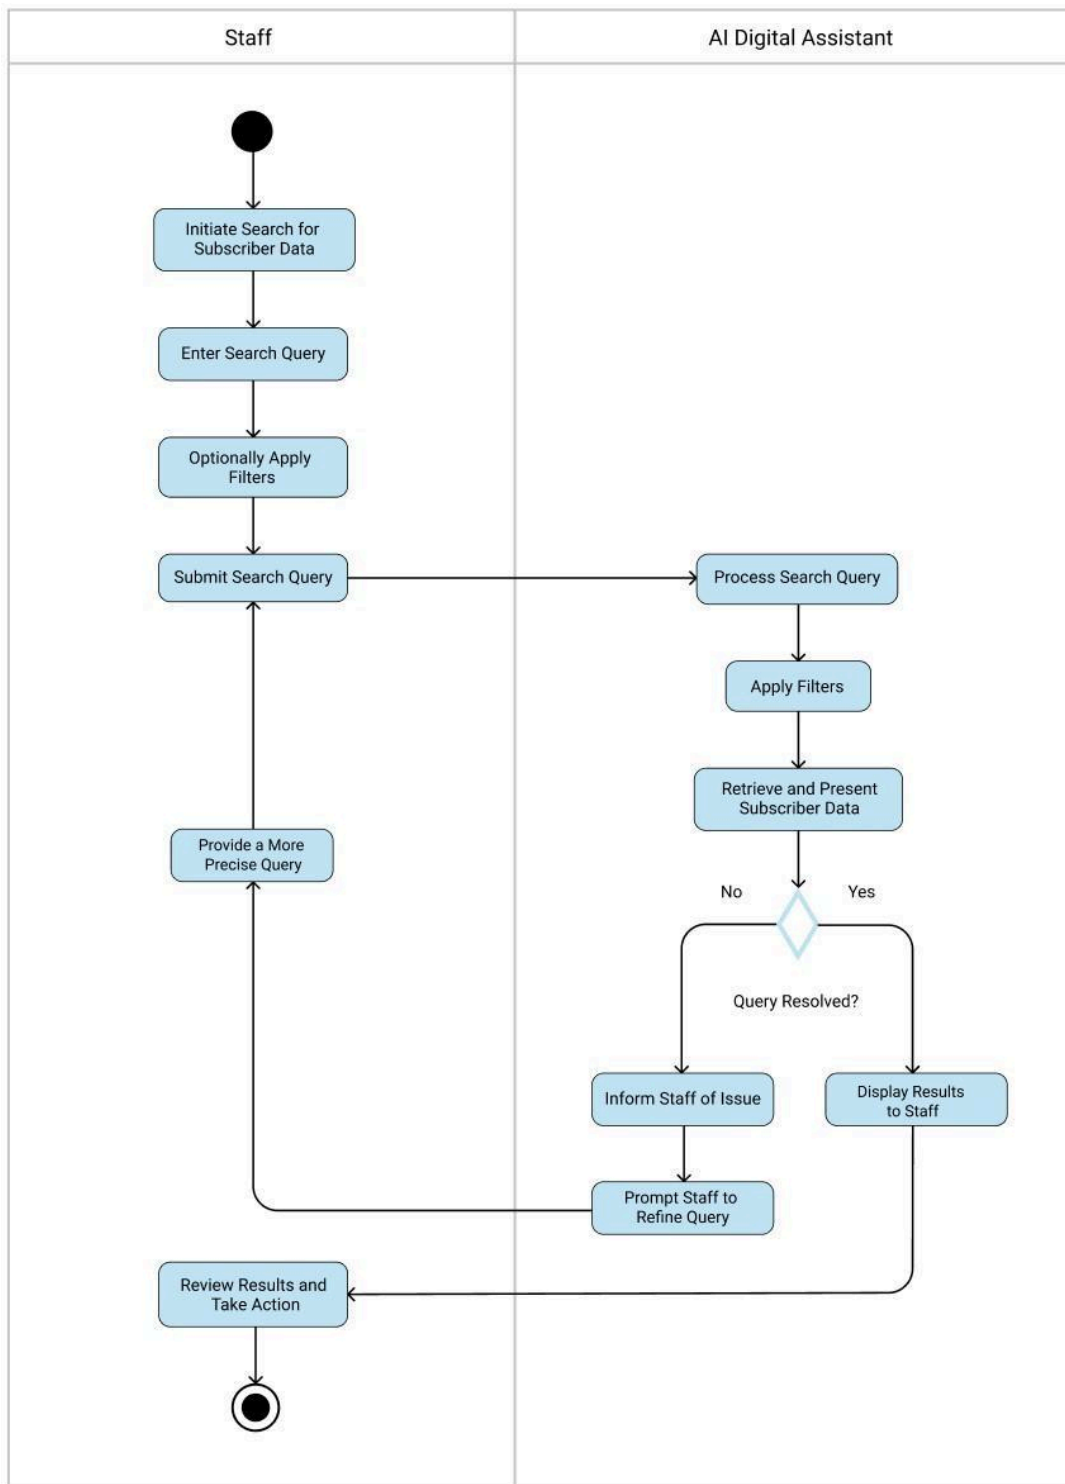 Staff
AI Digital Assistant
Initiate Search for
Subscriber Data
Enter Search Query
Optionally Apply
Filters
Submit Search Query
Process Search Query
Apply Filters
Retrieve and Present
Subscriber Data
Provide a More
Precise Query
No
Yes
Query Resolved?
Inform Staff of Issue
Display Results
to Staff
Prompt Staff to
Refine Query
Review Results and
Take Action